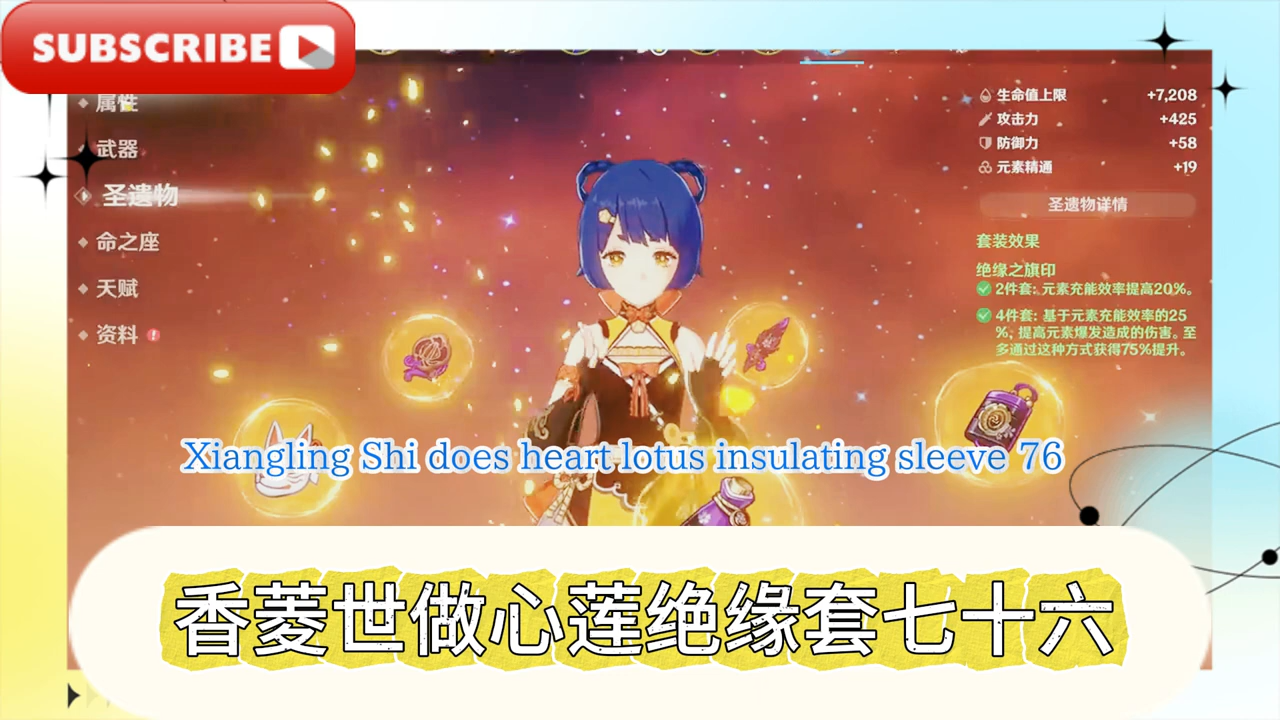 SUBSCRIBE
属性
武器
圣遗物
命之座
天赋
资料
生命值上限 +7,208
攻击力 +425
防御力 +58
元素精通 +19
圣遗物详情
套装效果
绝缘之旗印
2件套: 元素充能效率提高20%。
4件套: 基于元素充能效率的25
%, 提高元素爆发造成的伤害。至
多通过这种方式获得75%提升。
Xiangling Shi does heart lotus insulating sleeve 76
香菱世做心莲绝缘套七十六